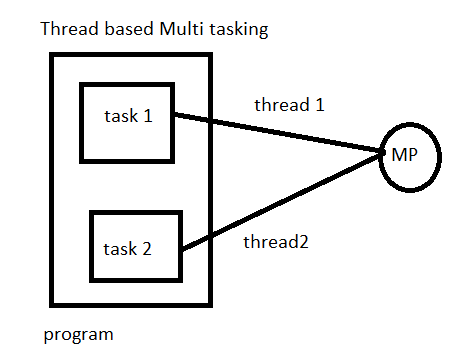 Thread based Multi tasking
task 1
thread 1
MP
task 2
thread2
program